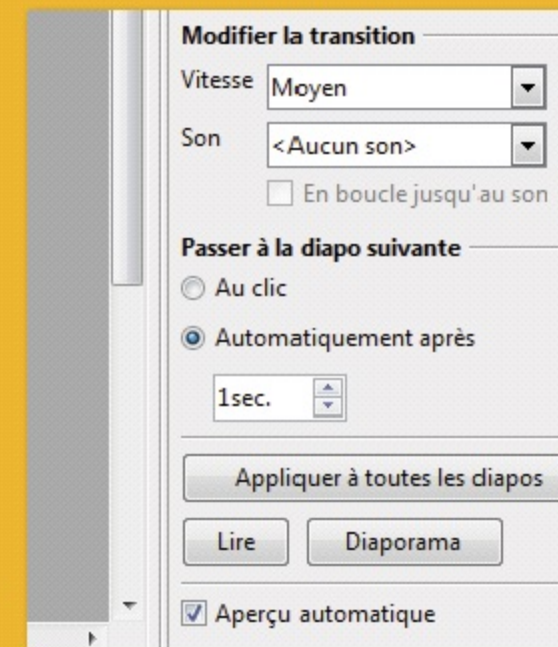 Modifier la transition
Vitesse Moyen
Son <Aucun son>
En boucle jusqu'au son
Passer à la diapo suivante
Au clic
Automatiquement après
1sec.
Appliquer à toutes les diapos
Lire Diaporama
Aperçu automatique